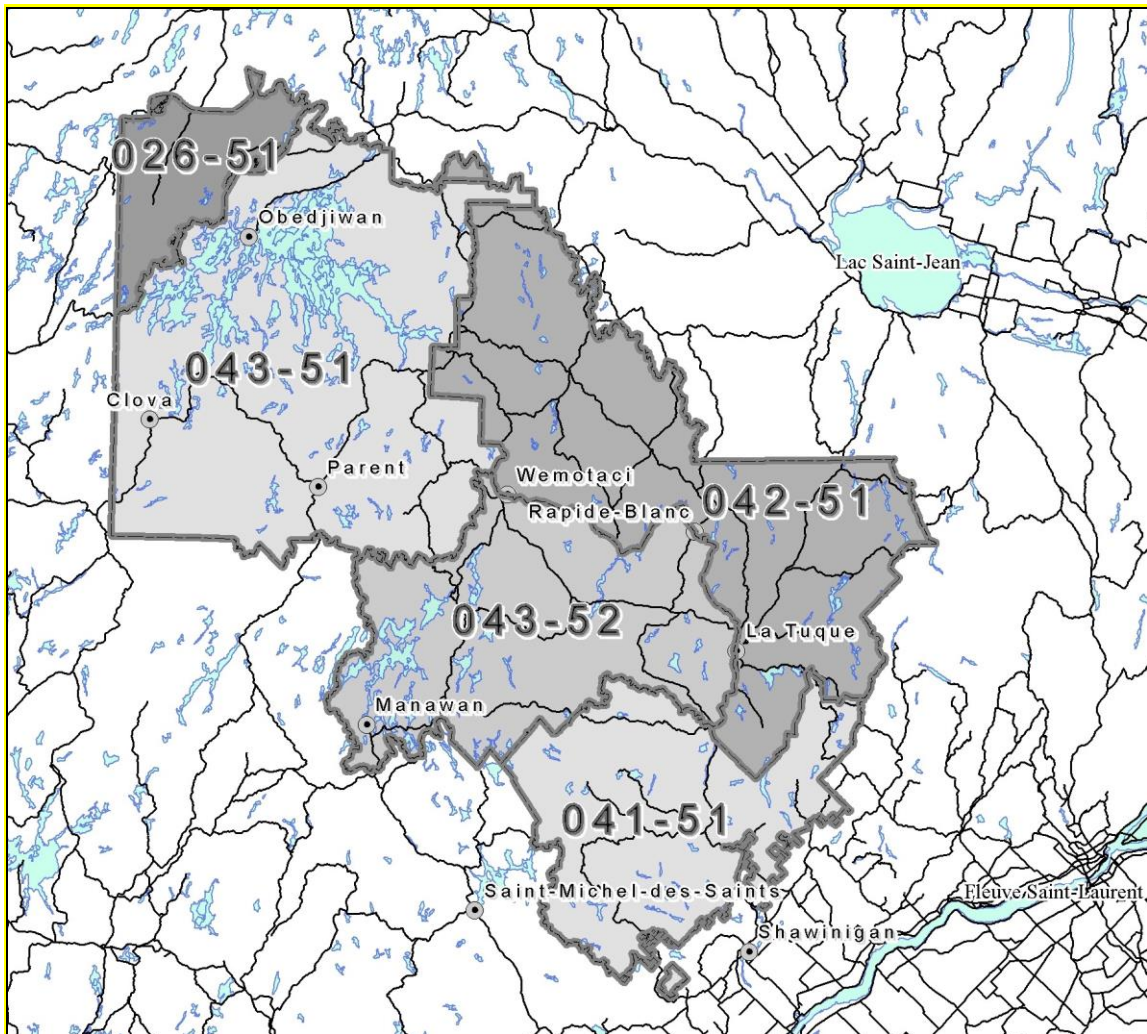 026-51
Obedjiwan
Lac Saint-Jean
043-51
Clova
Parent
Wemotaci
042-51
Rapide-Blanc
043-52
La Tuque
Manawan
041-51
Saint-Michel-des-Saints
Fleuve Saint-Laurent
Shawinigan